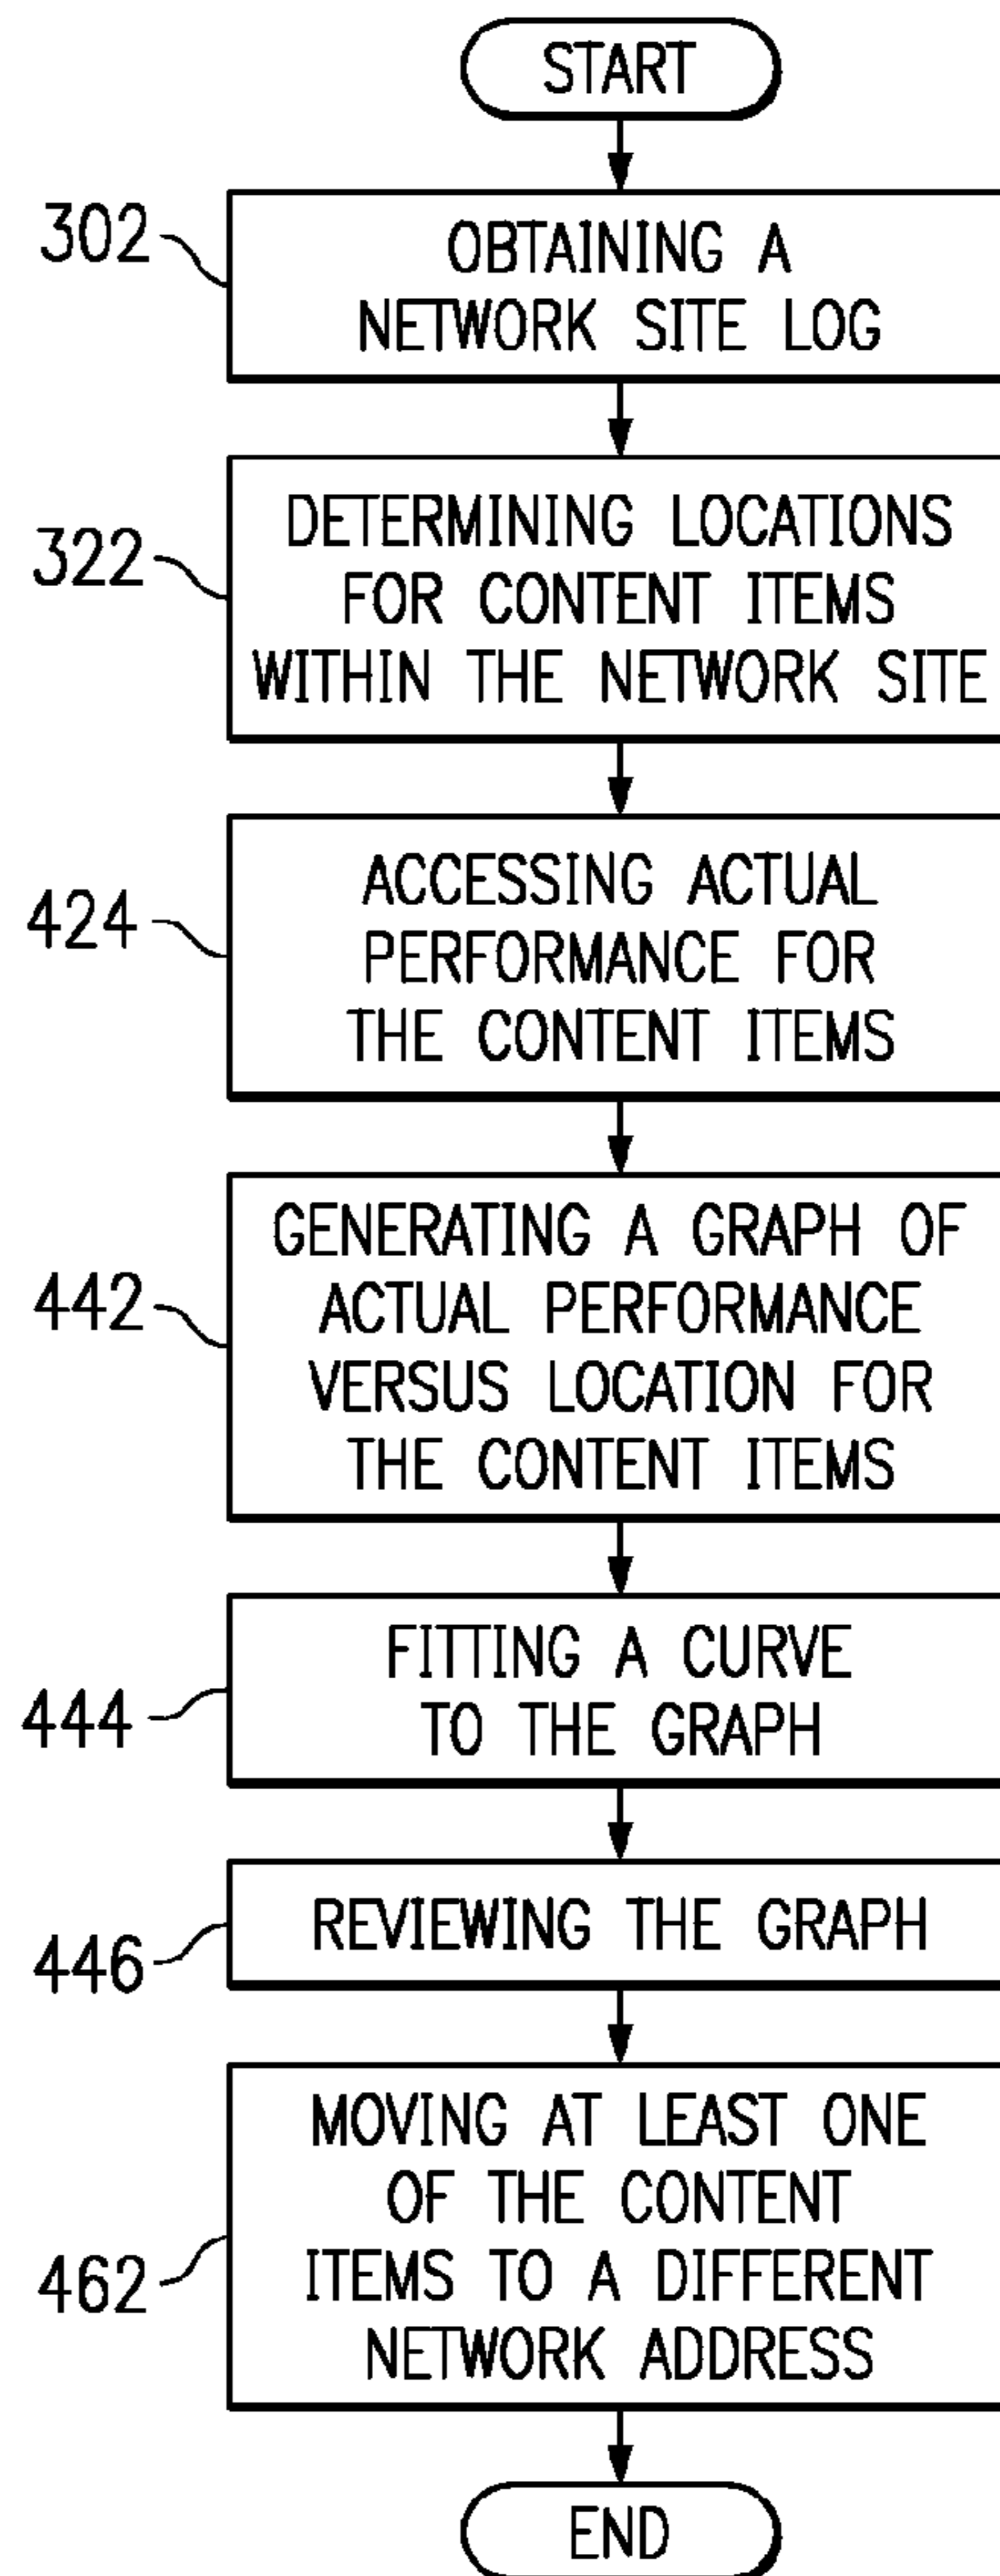 START
302
OBTAINING A
NETWORK SITE LOG
322
DETERMINING LOCATIONS
FOR CONTENT ITEMS
WITHIN THE NETWORK SITE
424
ACCESSING ACTUAL
PERFORMANCE FOR
THE CONTENT ITEMS
442
GENERATING A GRAPH OF
ACTUAL PERFORMANCE
VERSUS LOCATION FOR
THE CONTENT ITEMS
444
FITTING A CURVE
TO THE GRAPH
446
REVIEWING THE GRAPH
462
MOVING AT LEAST ONE
OF THE CONTENT
ITEMS TO A DIFFERENT
NETWORK ADDRESS
END